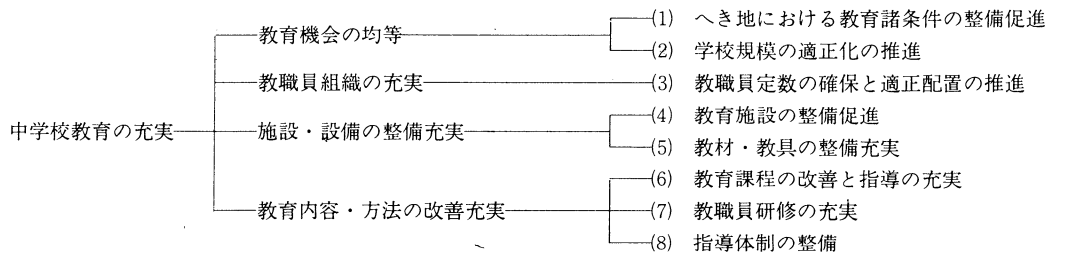 教育機会の均等 (1) へき地における教育諸条件の整備促進
(2) 学校規模の適正化の推進
教職員組織の充実 (3) 教職員定数の確保と適正配置の推進
中学校教育の充実 施設・設備の整備充実 (4) 教育施設の整備促進
(5) 教材・教具の整備充実
教育内容・方法の改善充実 (6) 教育課程の改善と指導の充実
(7) 教職員研修の充実
(8) 指導体制の整備